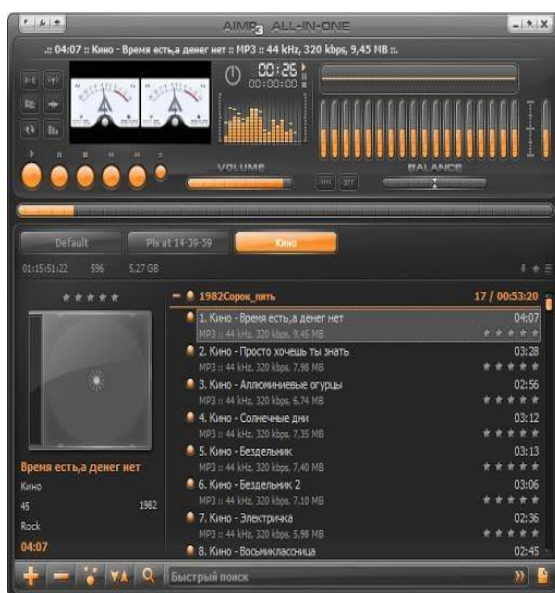 AIMP3 ALL-IN-ONE
.:: 04:07 :: Кино - Время есть,а денег нет :: MP3 :: 44 kHz, 320 kbps, 9,45 MB ::.
00:26
00:00:00
VOLUME
BALANCE
OFF
Default
Pls at 14-39-59
Кино
01:15:51:22 596 5,27 GB
1982Сорок_пять 17 / 00:53:20
1. Кино - Время есть,а денег нет 04:07
MP3 :: 44 kHz, 320 kbps, 9,45 MB
2. Кино - Просто хочешь ты знать 03:28
MP3 :: 44 kHz, 320 kbps, 7,98 MB
3. Кино - Аллюминиевые огурцы 02:56
MP3 :: 44 kHz, 320 kbps, 6,74 MB
4. Кино - Солнечные дни 03:12
MP3 :: 44 kHz, 320 kbps, 7,35 MB
5. Кино - Бездельник 03:13
MP3 :: 44 kHz, 320 kbps, 7,40 MB
6. Кино - Бездельник 2 03:06
MP3 :: 44 kHz, 320 kbps, 7,10 MB
7. Кино - Электричка 02:36
MP3 :: 44 kHz, 320 kbps, 5,98 MB
8. Кино - Восьмиклассница 02:45
Время есть,а денег нет
Кино
45 1982
Rock
04:07
Быстрый поиск